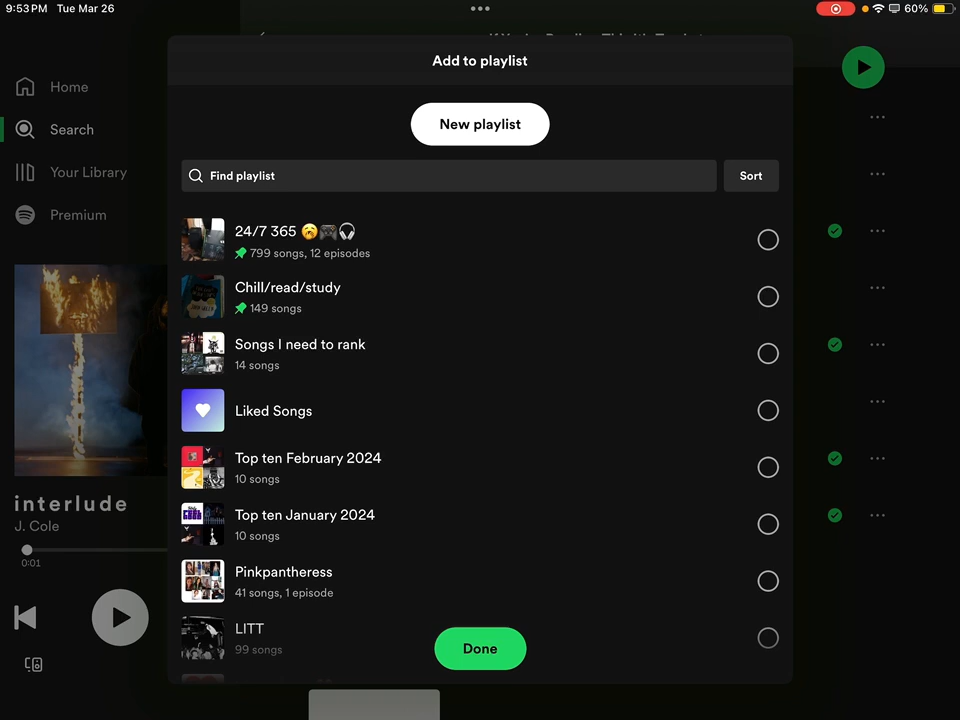 9:53 PM Tue Mar 26
60%
Add to playlist
New playlist
Find playlist
Sort
Home
Search
Your Library
Premium
24/7 365 🥱🎮🎧
799 songs, 12 episodes
Chill/read/study
149 songs
Songs I need to rank
14 songs
Liked Songs
Top ten February 2024
10 songs
Top ten January 2024
10 songs
Pinkpantheress
41 songs, 1 episode
LITT
99 songs
Done
interlude
J. Cole
0:01